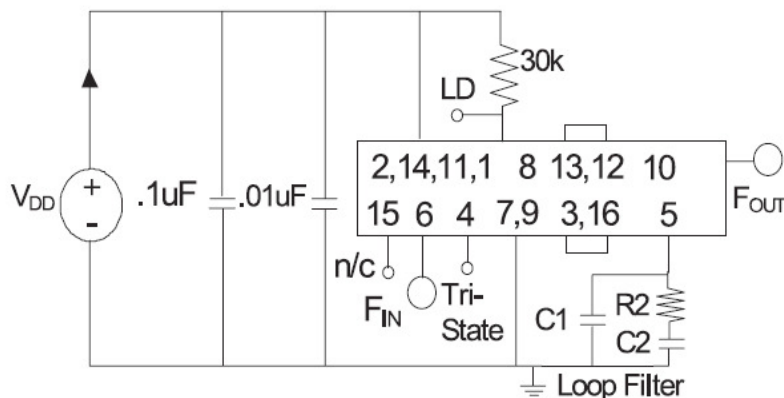 30k
LD
2,14,11,1 8 13,12 10
VDD
.1uF
.01uF
15 6 4 7,9 3,16 5
FOUT
+
-
n/c
FIN
Tri-
State
C1
R2
C2
Loop Filter